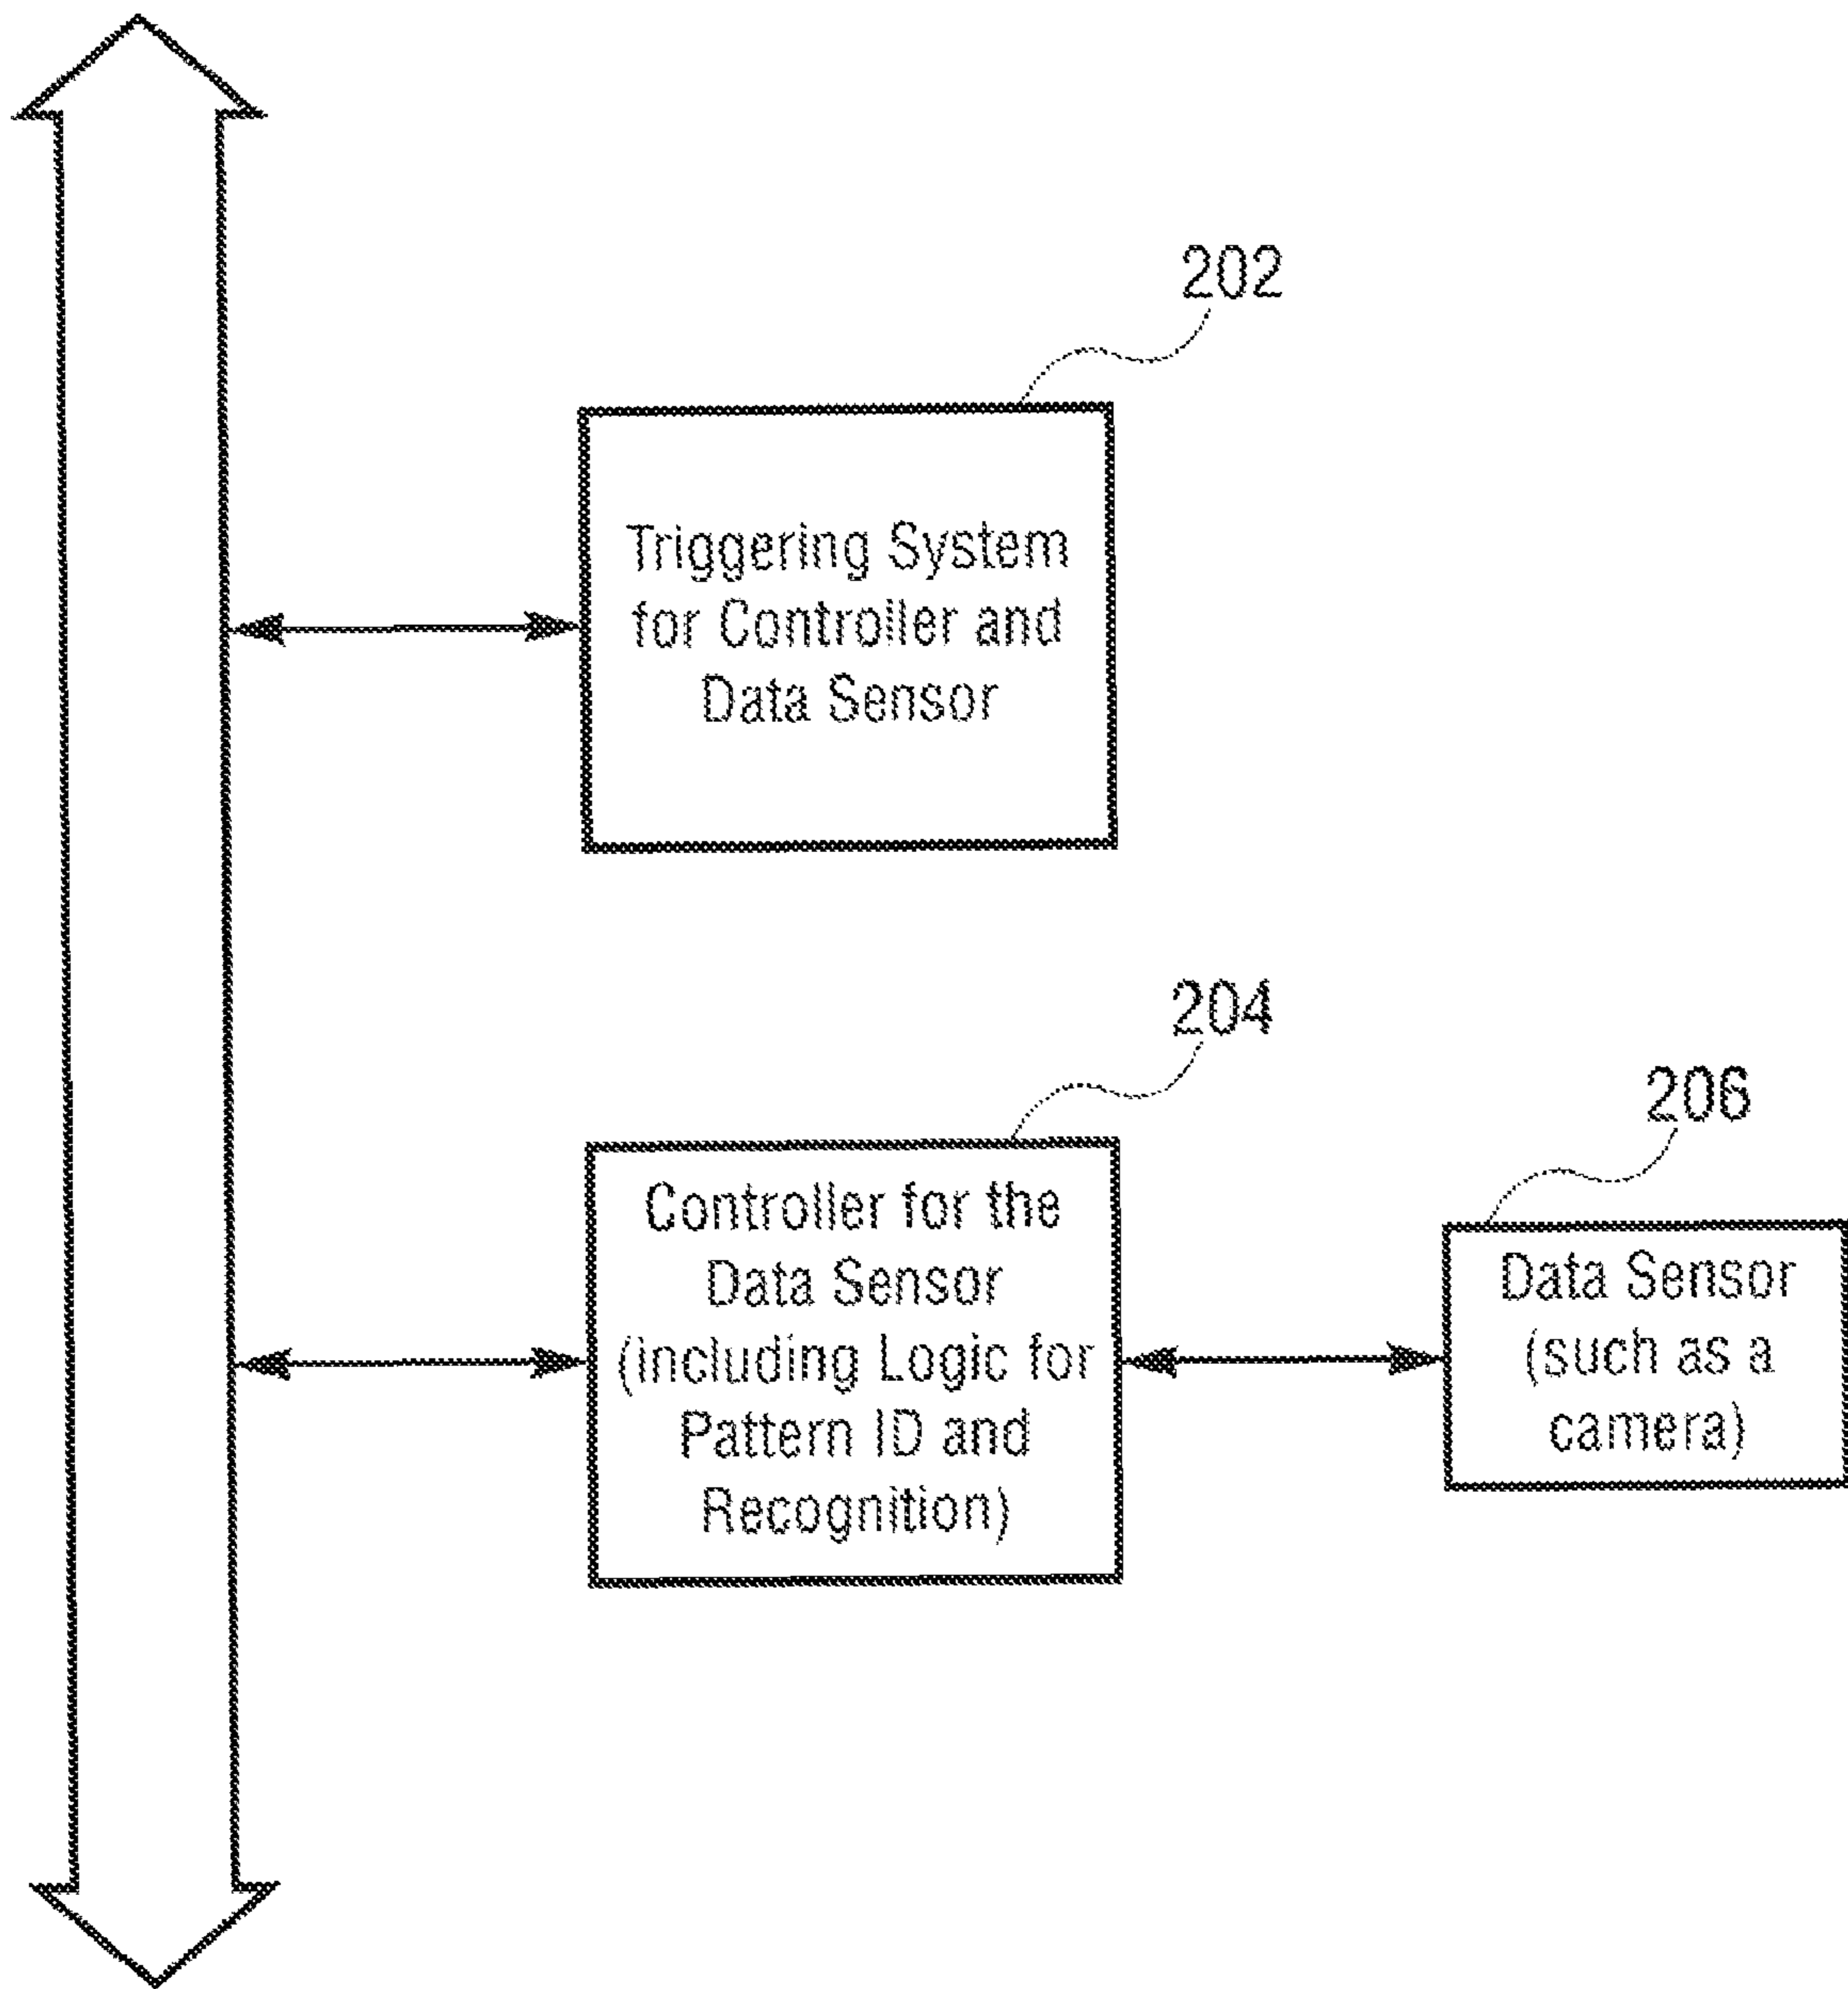 202
Triggering System
for Controller and
Data Sensor
204
Controller for the
Data Sensor
(including Logic for
Pattern ID and
Recognition)
206
Data Sensor
(such as a
camera)